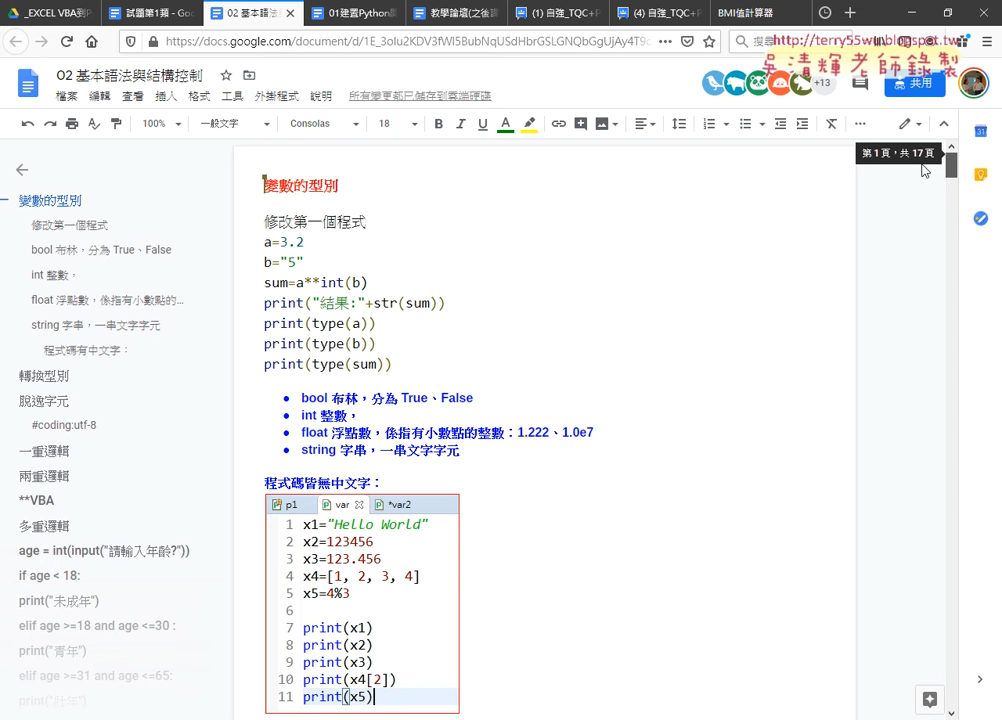 _EXCEL VBA到P
試題第1類 - Goo
02 基本語法
01建置Python開
教學論壇(之後課
(1) 自強_TQC+P
(4) 自強_TQC+P
BMI值計算器
https://docs.google.com/document/d/1E_3olu2KDV3fWl5BubNqUSdHbrGSLGNQbGgUjAy4T9c
搜尋
http://terry55wu.blogspot.tw
吳清輝老師錄製
02 基本語法與結構控制
檔案 編輯 查看 插入 格式 工具 外掛程式 說明 所有變更都已儲存到雲端硬碟
+13
共用
100% 一般文字 Consolas 18 B I U A
第 1 頁，共 17 頁
31
變數的型別
修改第一個程式
bool 布林，分為 True、False
int 整數，
float 浮點數，係指有小數點的...
string 字串，一串文字字元
程式碼有中文字：
轉換型別
脫逸字元
#coding:utf-8
一重邏輯
兩重邏輯
**VBA
多重邏輯
age = int(input("請輸入年齡?"))
if age < 18:
print("未成年")
elif age >=18 and age <=30 :
print("青年")
elif age >=31 and age <=65:
print("壯年")
變數的型別
修改第一個程式
a=3.2
b="5"
sum=a**int(b)
print("結果:"+str(sum))
print(type(a))
print(type(b))
print(type(sum))
● bool 布林，分為 True、False
● int 整數，
● float 浮點數，係指有小數點的整數：1.222、1.0e7
● string 字串，一串文字字元
程式碼皆無中文字：
p1 var *var2
1 x1="Hello World"
2 x2=123456
3 x3=123.456
4 x4=[1, 2, 3, 4]
5 x5=4%3
6
7 print(x1)
8 print(x2)
9 print(x3)
10 print(x4[2])
11 print(x5)